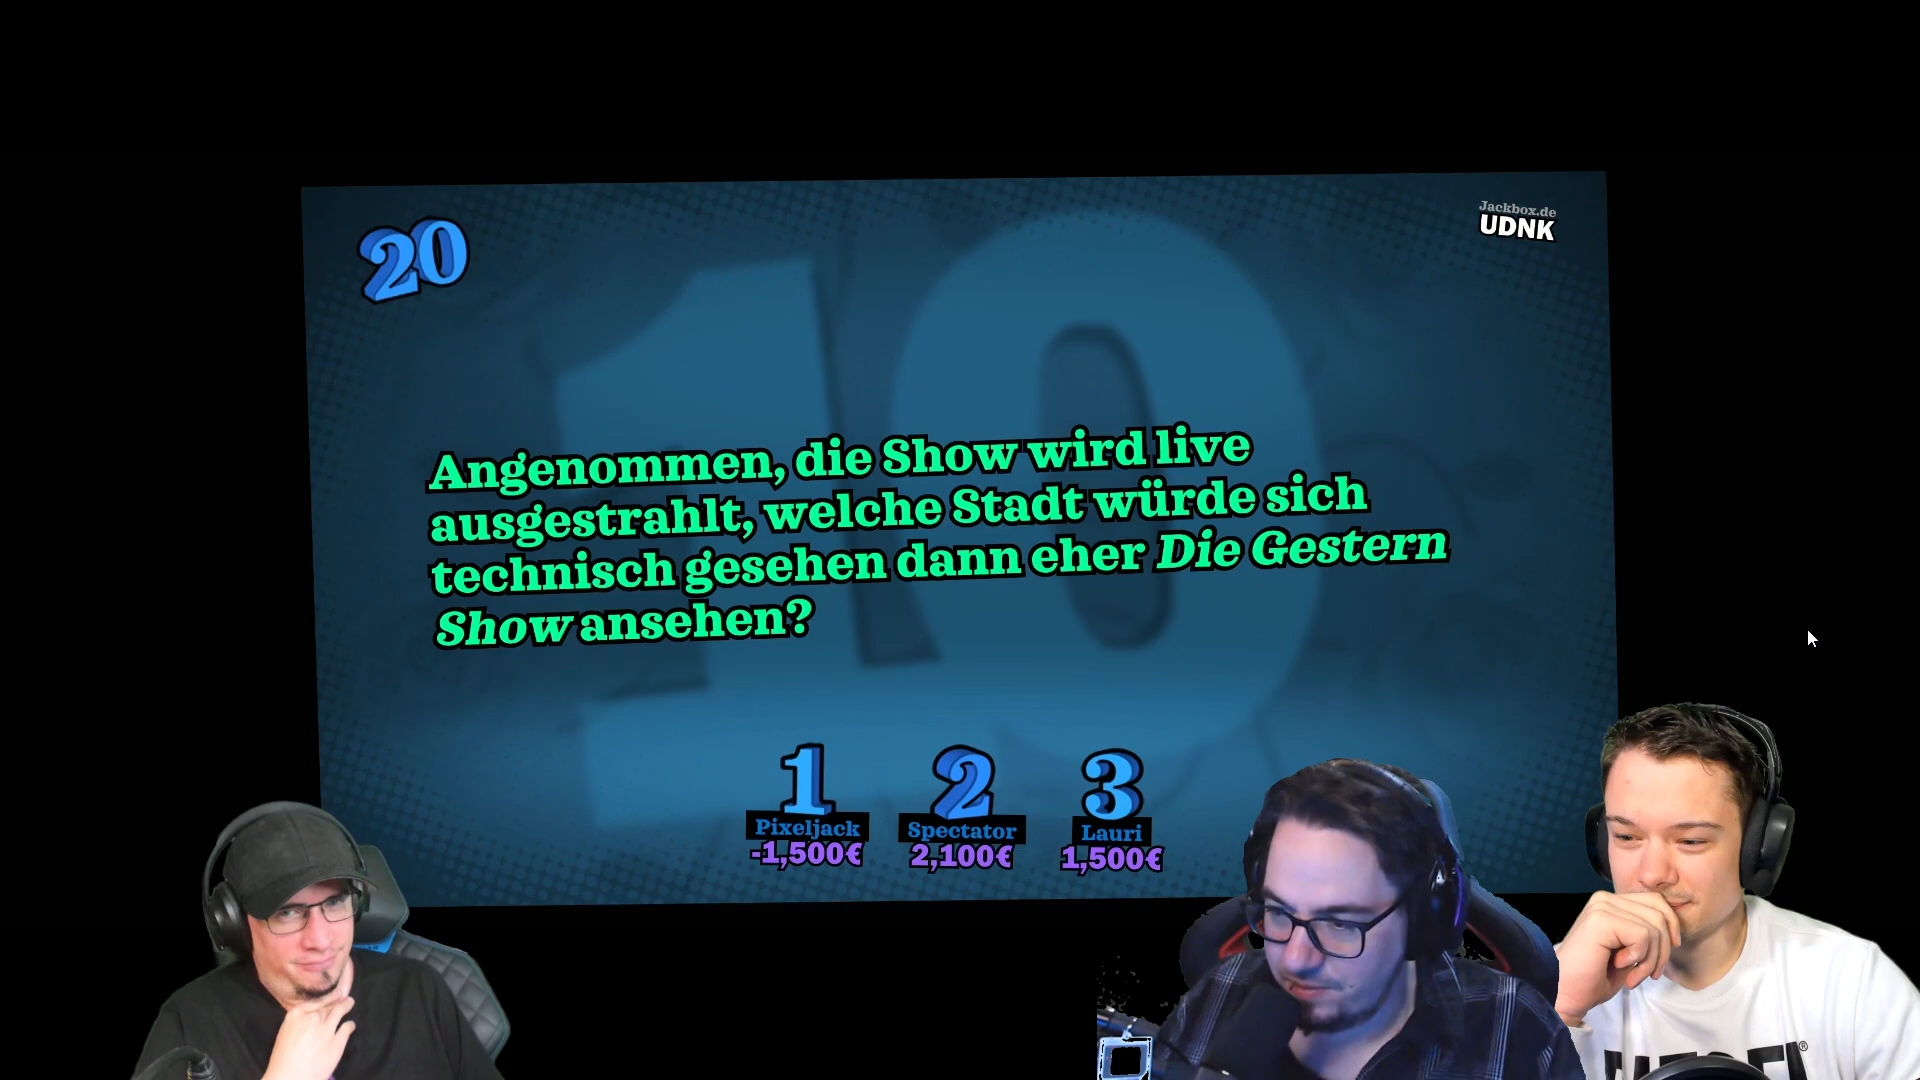 20
Jackbox.de
UDNK
10
Angenommen, die Show wird live
ausgestrahlt, welche Stadt würde sich
technisch gesehen dann eher Die Gestern
Show ansehen?
1
Pixeljack
-1,500€
2
Spectator
2,100€
3
Lauri
1,500€